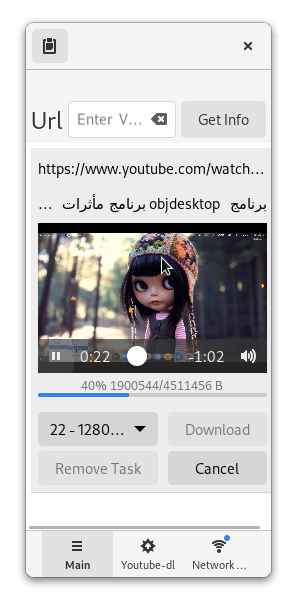 Url Enter V... Get Info
https://www.youtube.com/watch...
برنامج objdesktop برنامج مأثرات ...
0:22 -1:02
40% 1900544/4511456 B
22 - 1280... Download
Remove Task Cancel
Main Youtube-dl Network ...